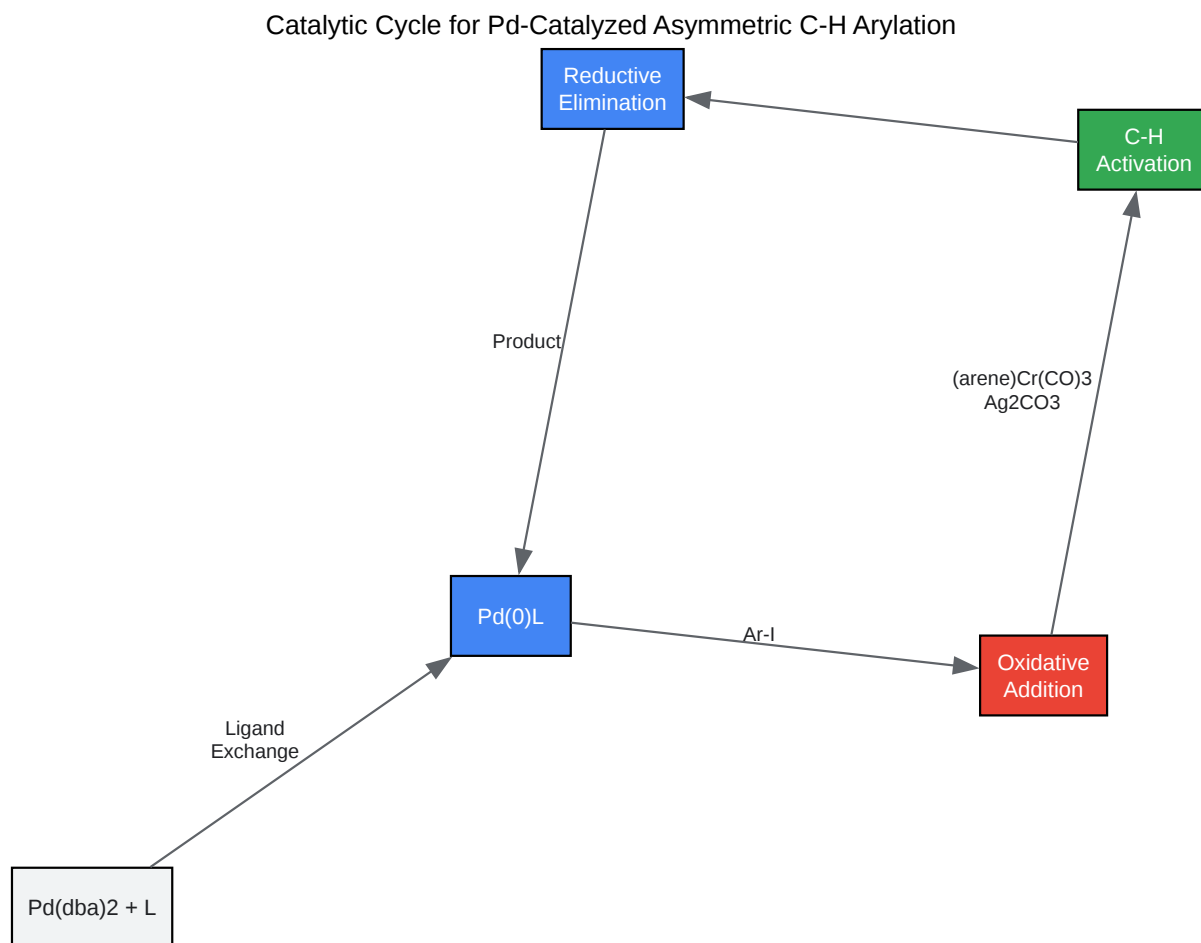 Catalytic Cycle for Pd-Catalyzed Asymmetric C-H Arylation
Reductive
Elimination
C-H
Activation
Product
(arene)Cr(CO)3
Ag2CO3
Pd(0)L
Ar-I
Oxidative
Addition
Ligand
Exchange
Pd(dba)2 + L